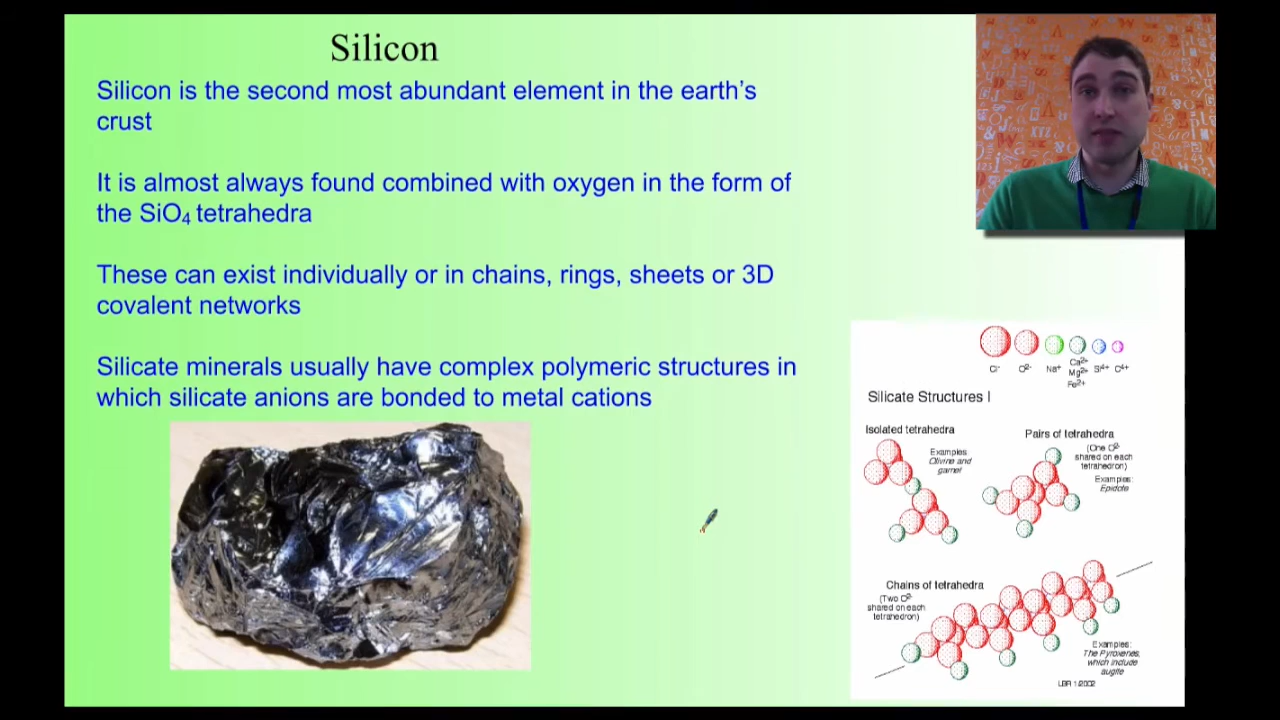 Silicon
Silicon is the second most abundant element in the earth's
crust
It is almost always found combined with oxygen in the form of
the SiO₄ tetrahedra
These can exist individually or in chains, rings, sheets or 3D
covalent networks
Silicate minerals usually have complex polymeric structures in
which silicate anions are bonded to metal cations
Cl⁻ O²⁻ Na⁺ Ca²⁺ Si⁴⁺ C⁴⁺
Mg²⁺
Fe²⁺
Silicate Structures I
Isolated tetrahedra
Examples
Olivine and
garnet
Pairs of tetrahedra
(One O²⁻
shared on each
tetrahedron)
Examples:
Epidote
Chains of tetrahedra
(Two O²⁻
shared on each
tetrahedron)
Examples:
The Pyroxenes,
which include
augite
LBR 1/2002